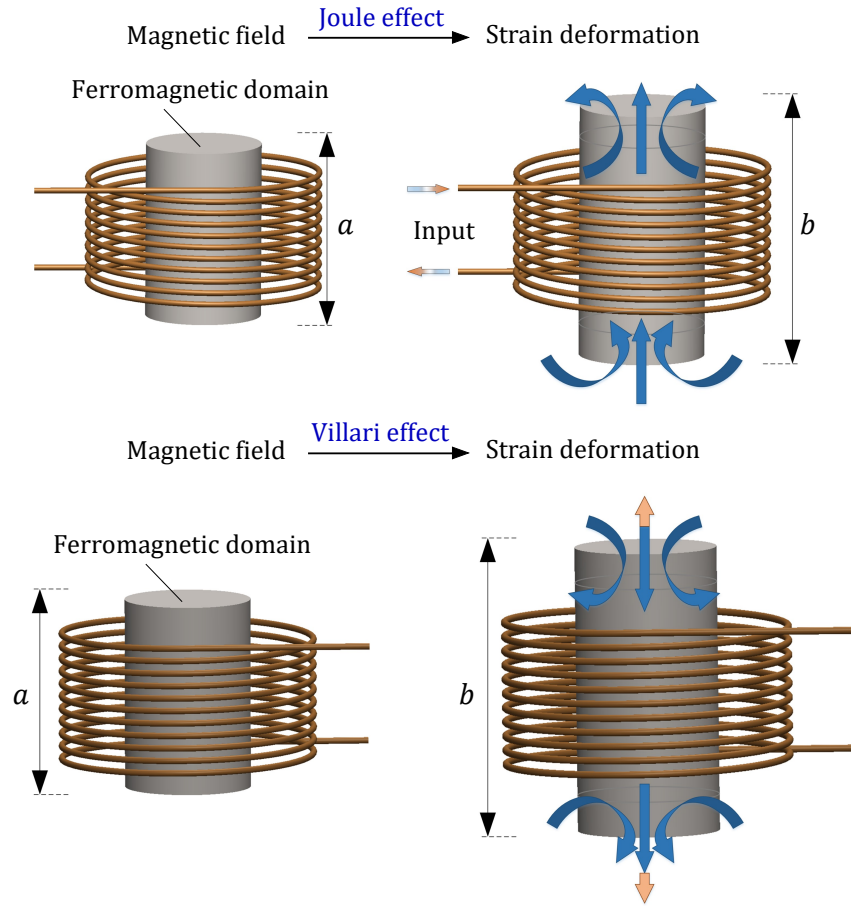 Magnetic field Joule effect Strain deformation
Ferromagnetic domain
a
Input
b
Magnetic field Villari effect Strain deformation
Ferromagnetic domain
a
b